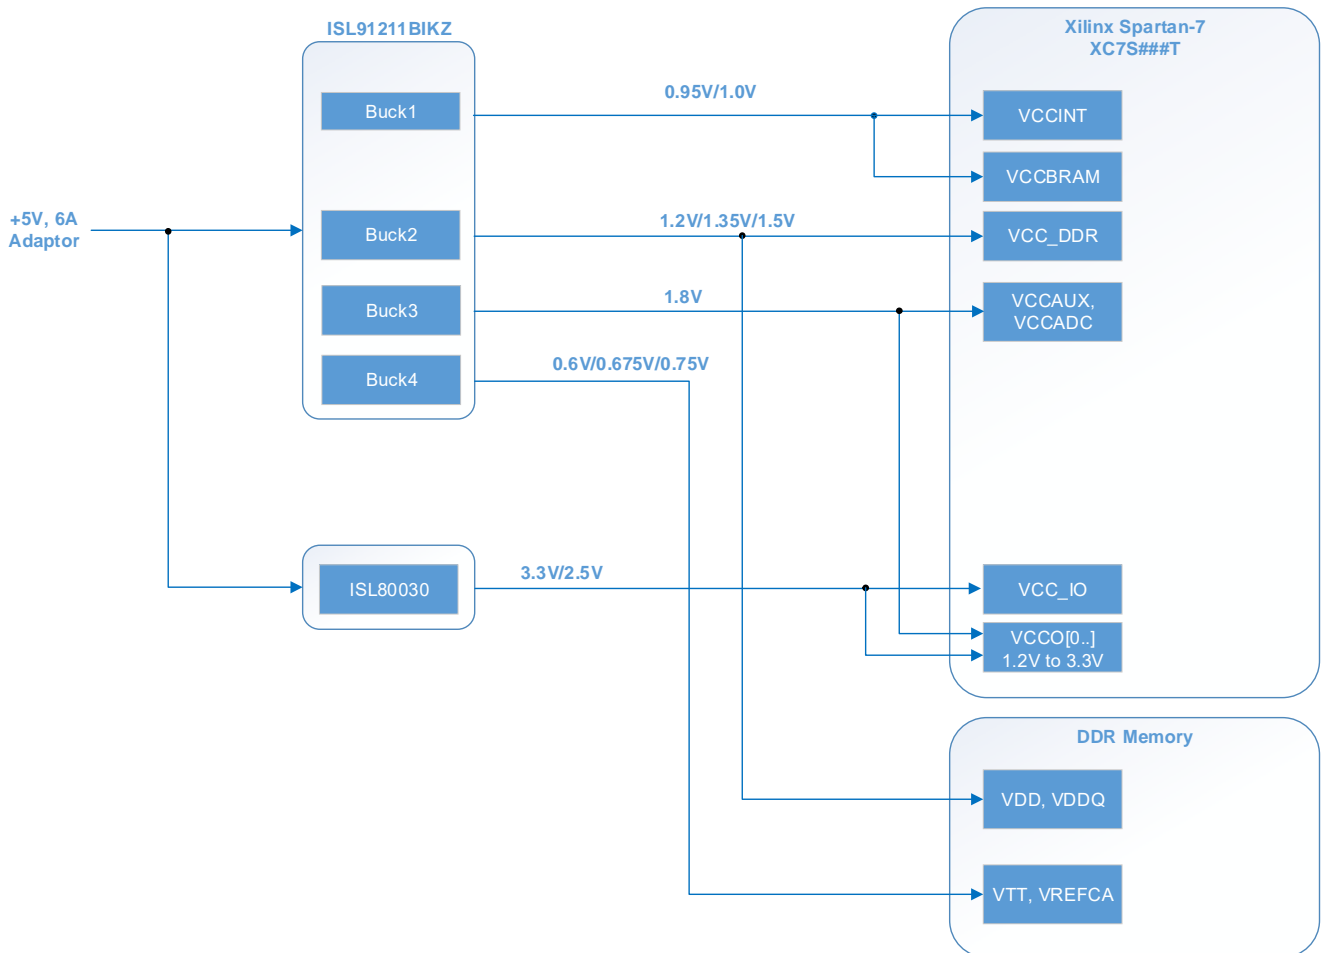 ISL91211BIKZ
Xilinx Spartan-7
XC7S###T
Buck1
0.95V/1.0V
VCCINT
VCCBRAM
+5V, 6A
Adaptor
Buck2
1.2V/1.35V/1.5V
VCC_DDR
Buck3
1.8V
VCCAUX,
VCCADC
Buck4
0.6V/0.675V/0.75V
ISL80030
3.3V/2.5V
VCC_IO
VCCO[0..]
1.2V to 3.3V
DDR Memory
VDD, VDDQ
VTT, VREFCA